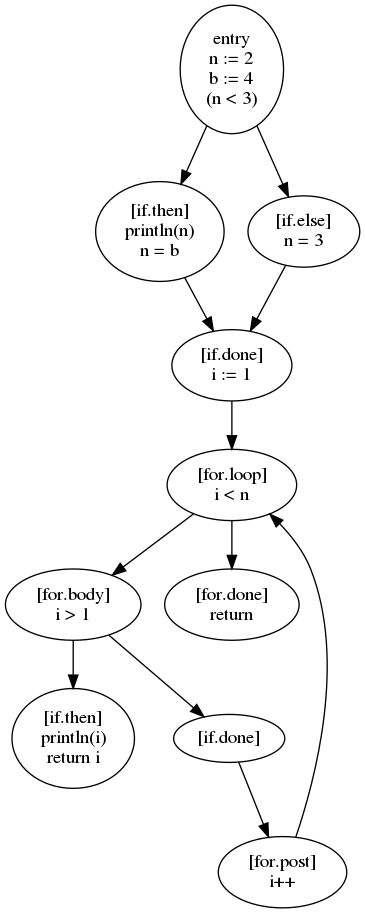 entry
n := 2
b := 4
(n < 3)
[if.then]
println(n)
n = b
[if.else]
n = 3
[if.done]
i := 1
[for.loop]
i < n
[for.body]
i > 1
[for.done]
return
[if.then]
println(i)
return i
[if.done]
[for.post]
i++